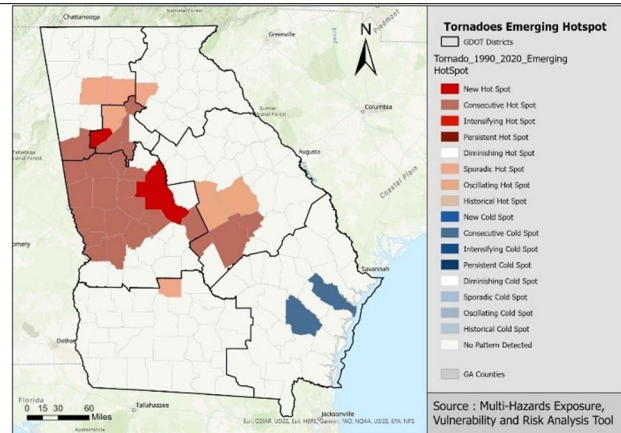 Chattanooga
National Forest
Greenville
Piedmont
N
Columbia
Augusta
Coastal Plain
Savannah
Tallahassee
Jacksonville
Florida
0 15 30 60
Miles
Tornadoes Emerging Hotspot
GDOT Districts
Tornado_1990_2020_Emerging
HotSpot
New Hot Spot
Consecutive Hot Spot
Intensifying Hot Spot
Persistent Hot Spot
Diminishing Hot Spot
Sporadic Hot Spot
Oscillating Hot Spot
Historical Hot Spot
New Cold Spot
Consecutive Cold Spot
Intensifying Cold Spot
Persistent Cold Spot
Diminishing Cold Spot
Sporadic Cold Spot
Oscillating Cold Spot
Historical Cold Spot
No Pattern Detected
GA Counties
Source : Multi-Hazards Exposure,
Vulnerability and Risk Analysis Tool